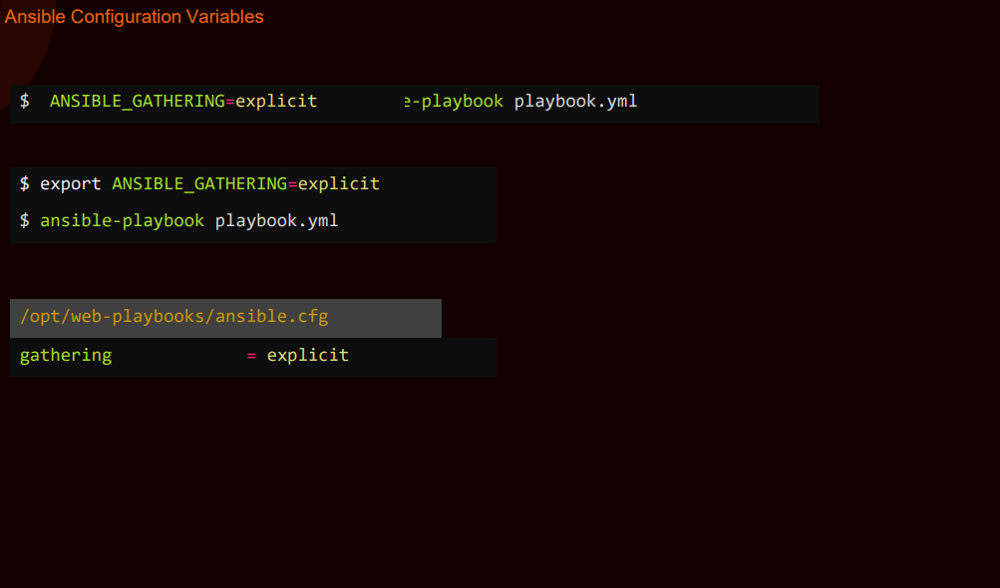 Ansible Configuration Variables
$ ANSIBLE_GATHERING=explicit e-playbook playbook.yml
$ export ANSIBLE_GATHERING=explicit
$ ansible-playbook playbook.yml
/opt/web-playbooks/ansible.cfg
gathering = explicit